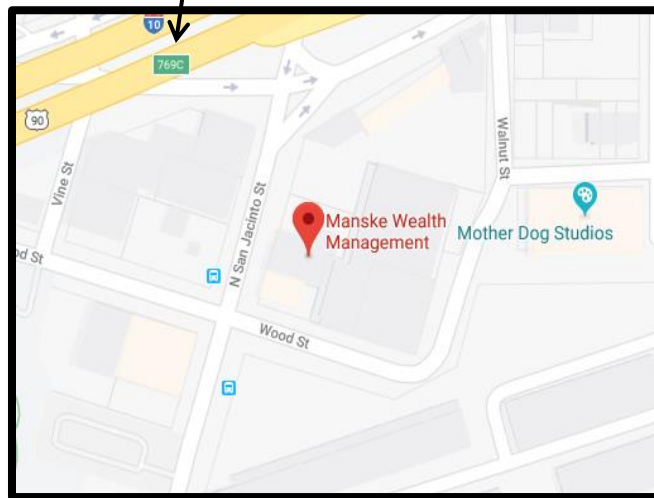 10
769C
90
Vine St
Walnut St
N San Jacinto St
Manske Wealth
Management
Mother Dog Studios
od St
Wood St